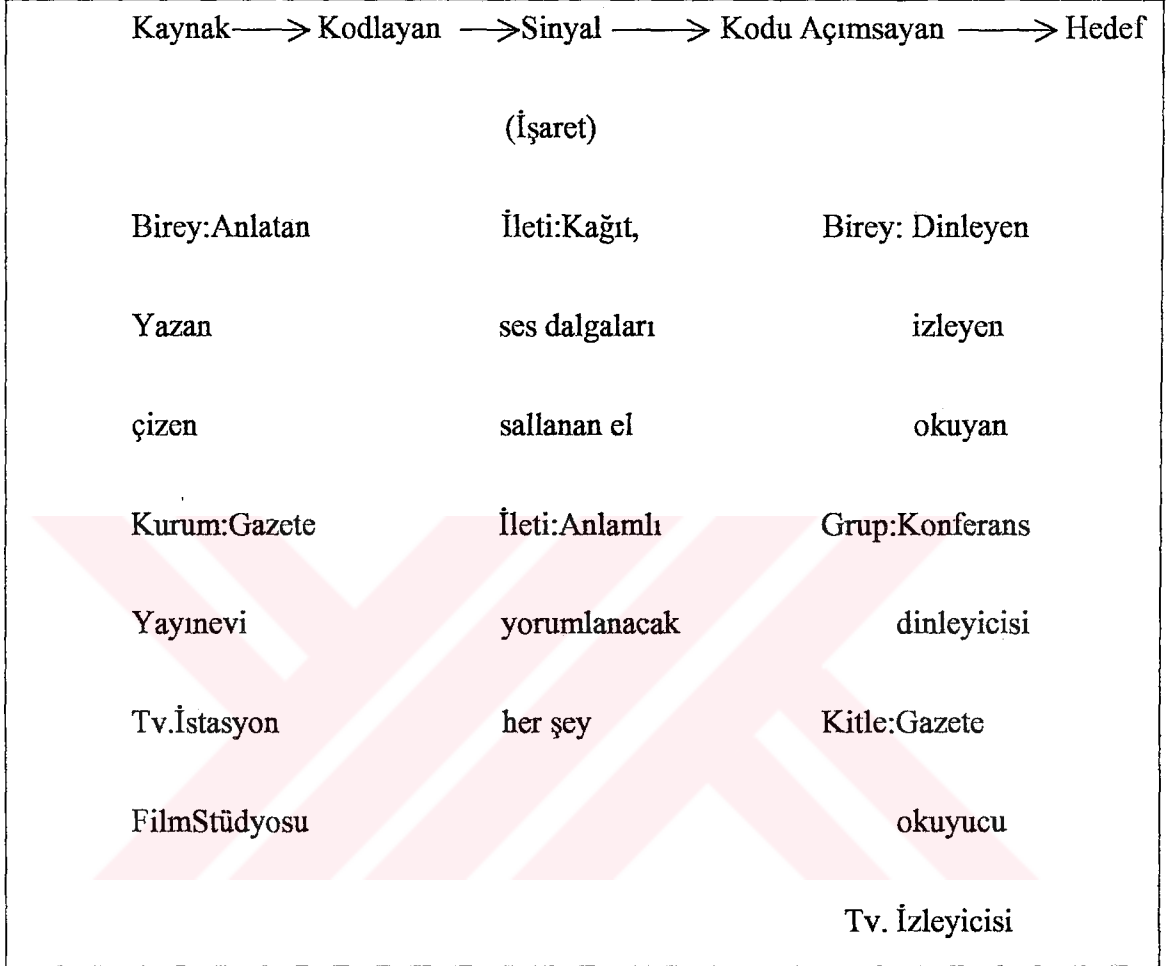 Kaynak——> Kodlayan ——>Sinyal ——> Kodu Açımsayan ——> Hedef
(İşaret)
Birey:Anlatan İleti:Kağıt, Birey: Dinleyen
Yazan ses dalgaları izleyen
çizen sallanan el okuyan
Kurum:Gazete İleti:Anlamlı Grup:Konferans
Yayınevi yorumlanacak dinleyicisi
Tv.İstasyon her şey Kitle:Gazete
FilmStüdyosu okuyucu
Tv. İzleyicisi